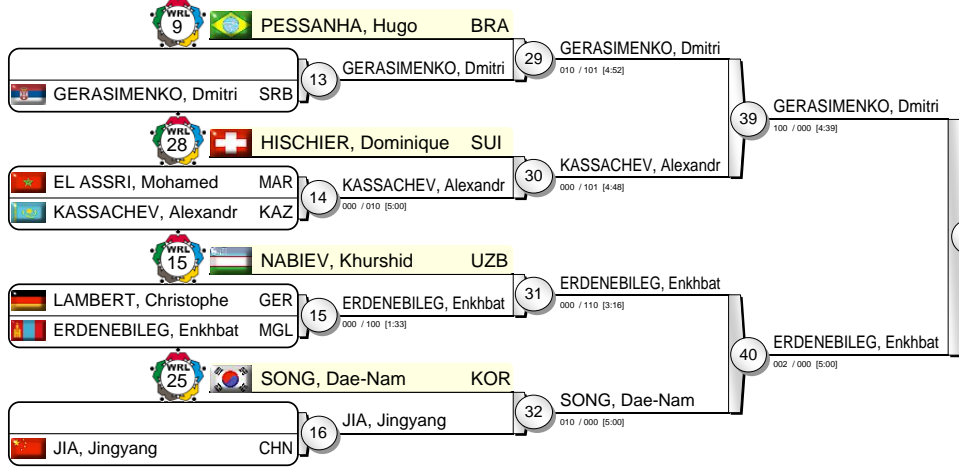 WRL
9
PESSANHA, Hugo BRA
GERASIMENKO, Dmitri SRB
13
GERASIMENKO, Dmitri
29
GERASIMENKO, Dmitri
010 / 101 [4:52]
WRL
28
HISCHIER, Dominique SUI
EL ASSRI, Mohamed MAR
KASSACHEV, Alexandr KAZ
14
KASSACHEV, Alexandr
000 / 010 [5:00]
30
KASSACHEV, Alexandr
000 / 101 [4:48]
39
GERASIMENKO, Dmitri
100 / 000 [4:39]
WRL
15
NABIEV, Khurshid UZB
LAMBERT, Christophe GER
ERDENEBILEG, Enkhbat MGL
15
ERDENEBILEG, Enkhbat
000 / 100 [1:33]
31
ERDENEBILEG, Enkhbat
000 / 110 [3:16]
WRL
25
SONG, Dae-Nam KOR
JIA, Jingyang CHN
16
JIA, Jingyang
32
SONG, Dae-Nam
010 / 000 [5:00]
40
ERDENEBILEG, Enkhbat
002 / 000 [5:00]